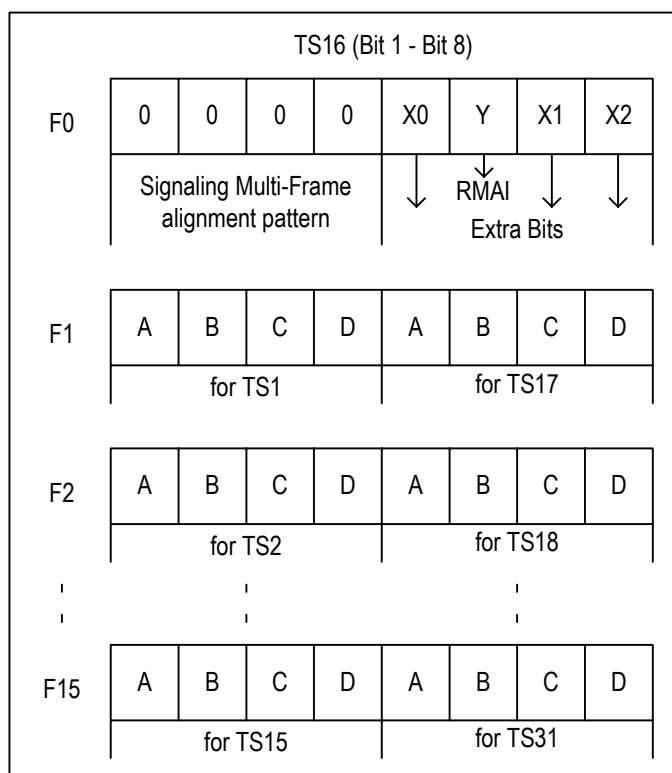 TS16 (Bit 1 - Bit 8)
F0 0 0 0 0 X0 Y X1 X2
Signaling Multi-Frame
alignment pattern
RMAI
Extra Bits
F1 A B C D A B C D
for TS1 for TS17
F2 A B C D A B C D
for TS2 for TS18
F15 A B C D A B C D
for TS15 for TS31